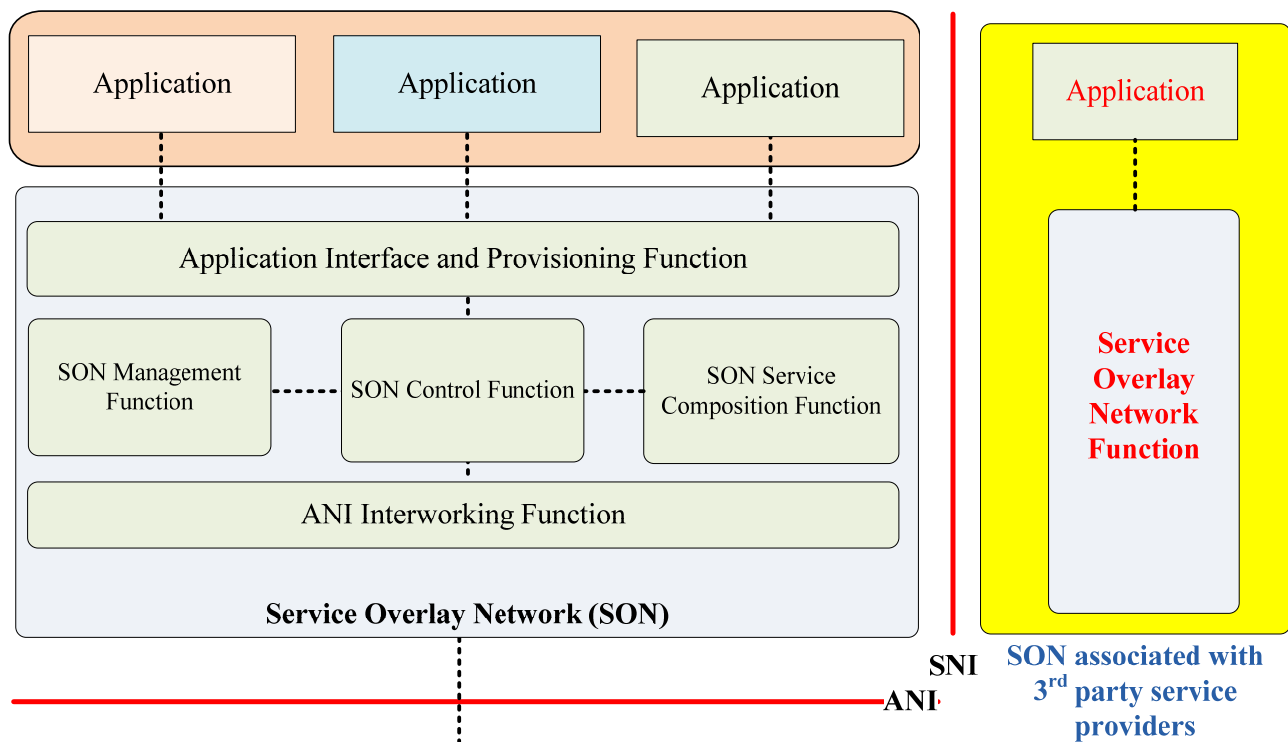 Application
Application
Application
Application Interface and Provisioning Function
SON Management
Function
SON Control Function
SON Service
Composition Function
ANI Interworking Function
Service Overlay Network (SON)
SNI
ANI
Application
Service
Overlay
Network
Function
SON associated with
3rd party service
providers